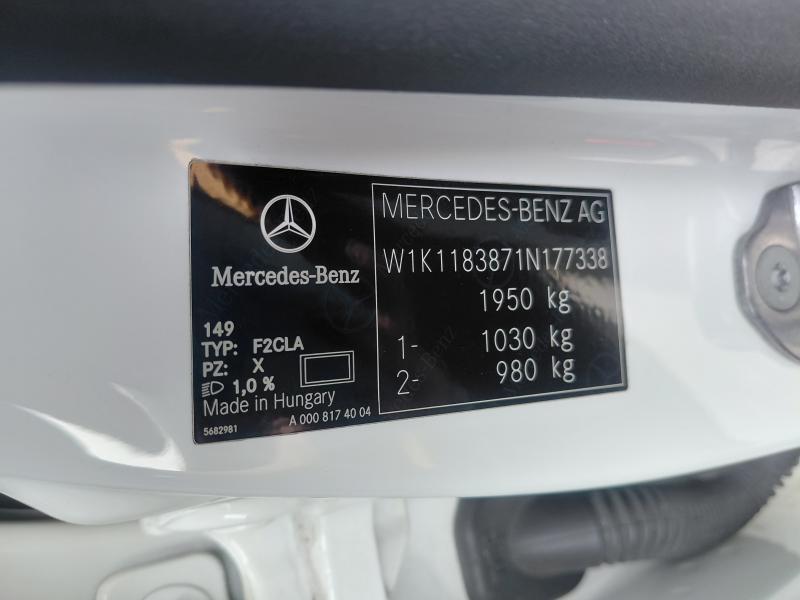 Mercedes-Benz
149
TYP: F2CLA
PZ: X
1,0 %
Made in Hungary
A 000 817 40 04
5682981
MERCEDES-BENZ AG
W1K1183871N177338
1950 kg
1- 1030 kg
2- 980 kg